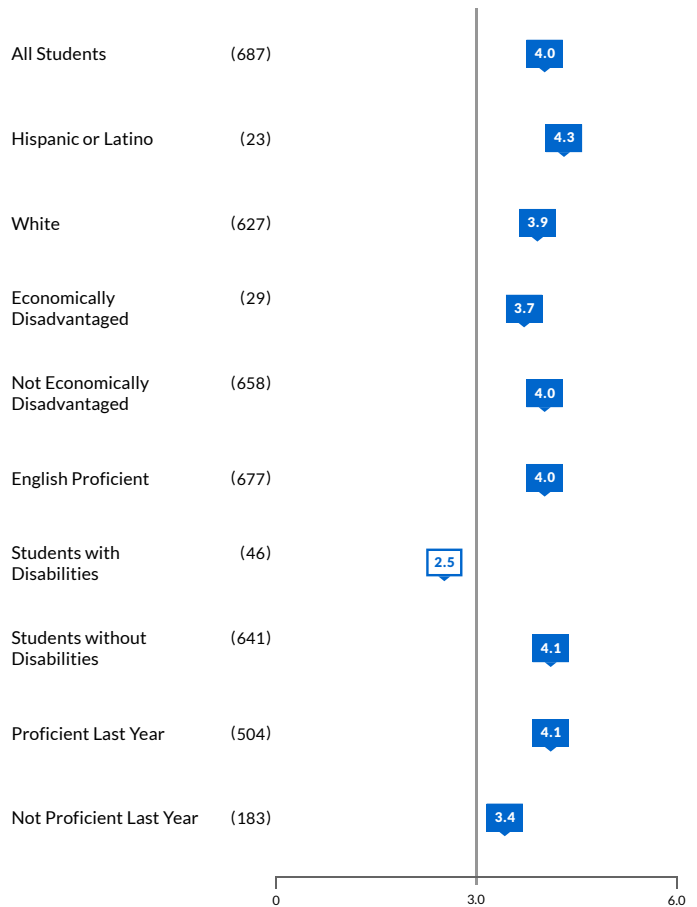 All Students (687) 4.0
Hispanic or Latino (23) 4.3
White (627) 3.9
Economically (29)
Disadvantaged 3.7
Not Economically (658)
Disadvantaged 4.0
English Proficient (677) 4.0
Students with (46)
Disabilities 2.5
Students without (641)
Disabilities 4.1
Proficient Last Year (504) 4.1
Not Proficient Last Year (183) 3.4
0 3.0 6.0